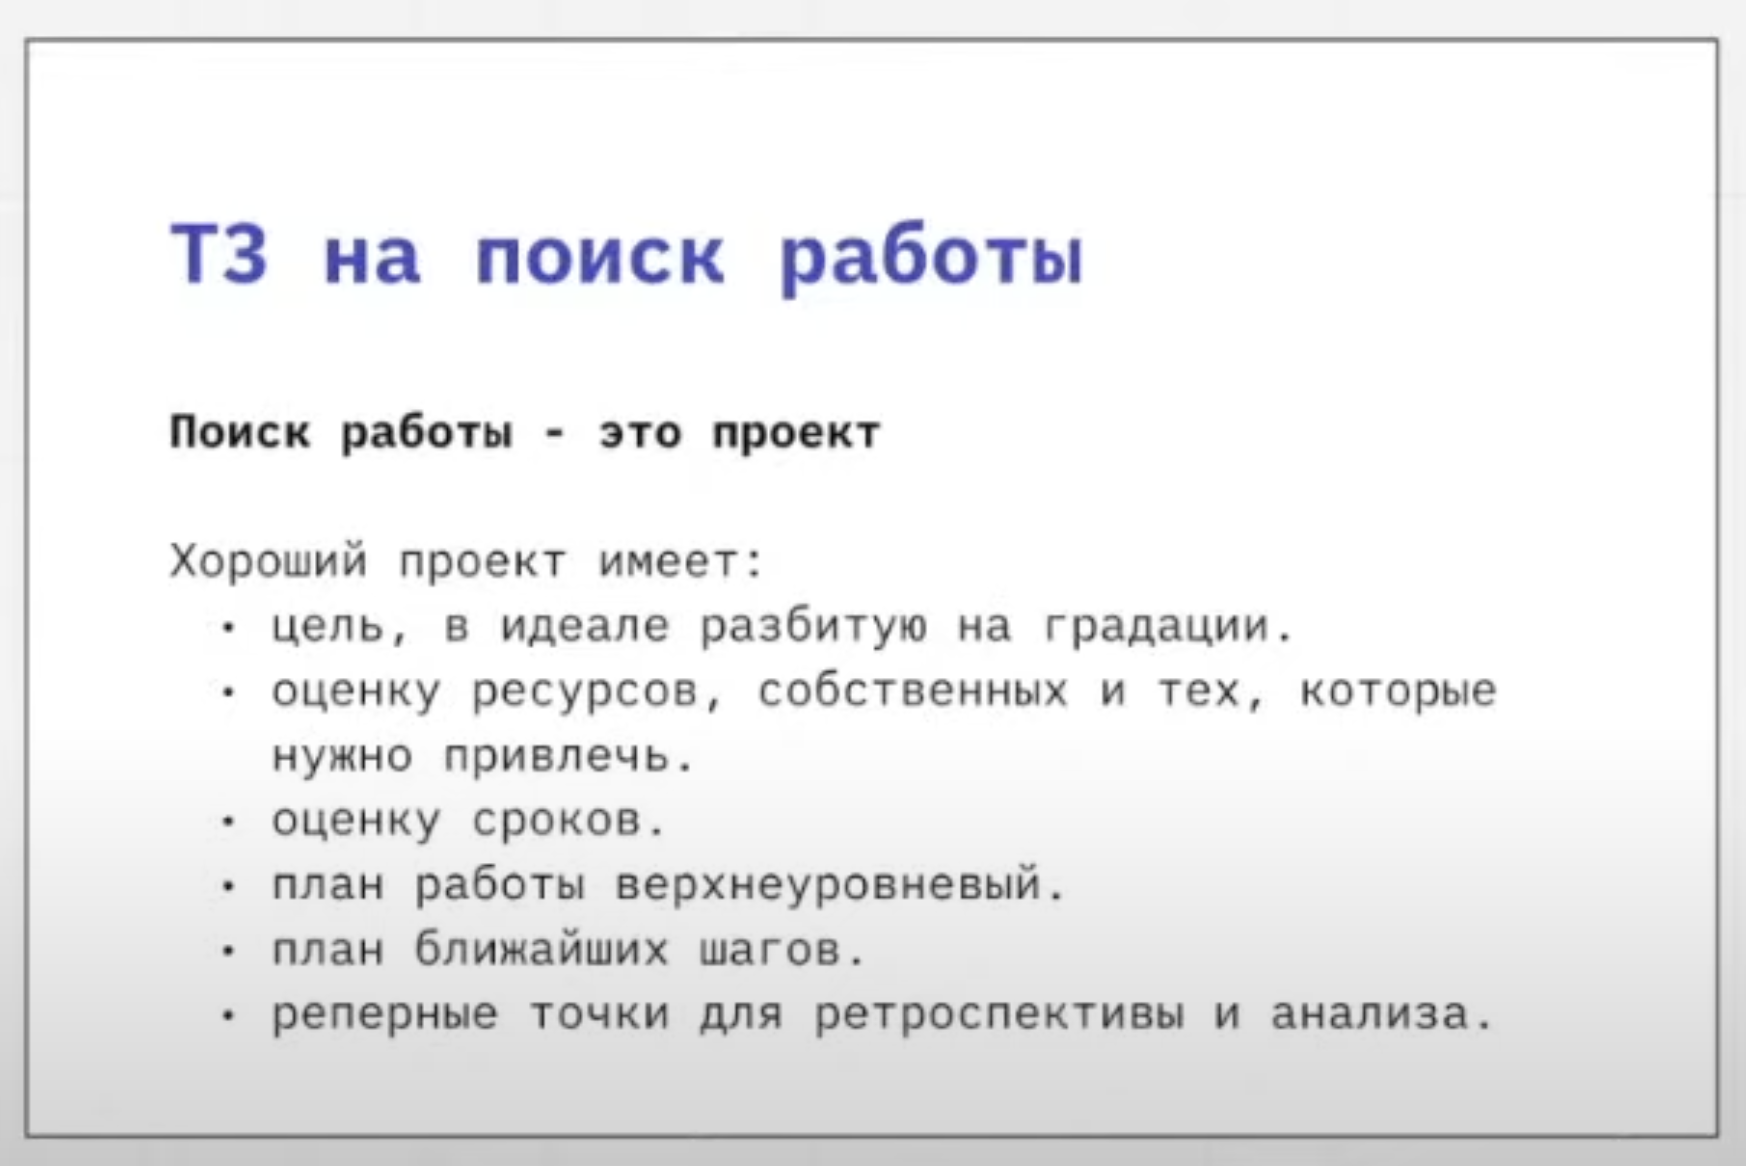 ТЗ на поиск работы
Поиск работы - это проект
Хороший проект имеет:
• цель, в идеале разбитую на градации.
• оценку ресурсов, собственных и тех, которые
нужно привлечь.
• оценку сроков.
• план работы верхнеуровневый.
• план ближайших шагов.
• реперные точки для ретроспективы и анализа.